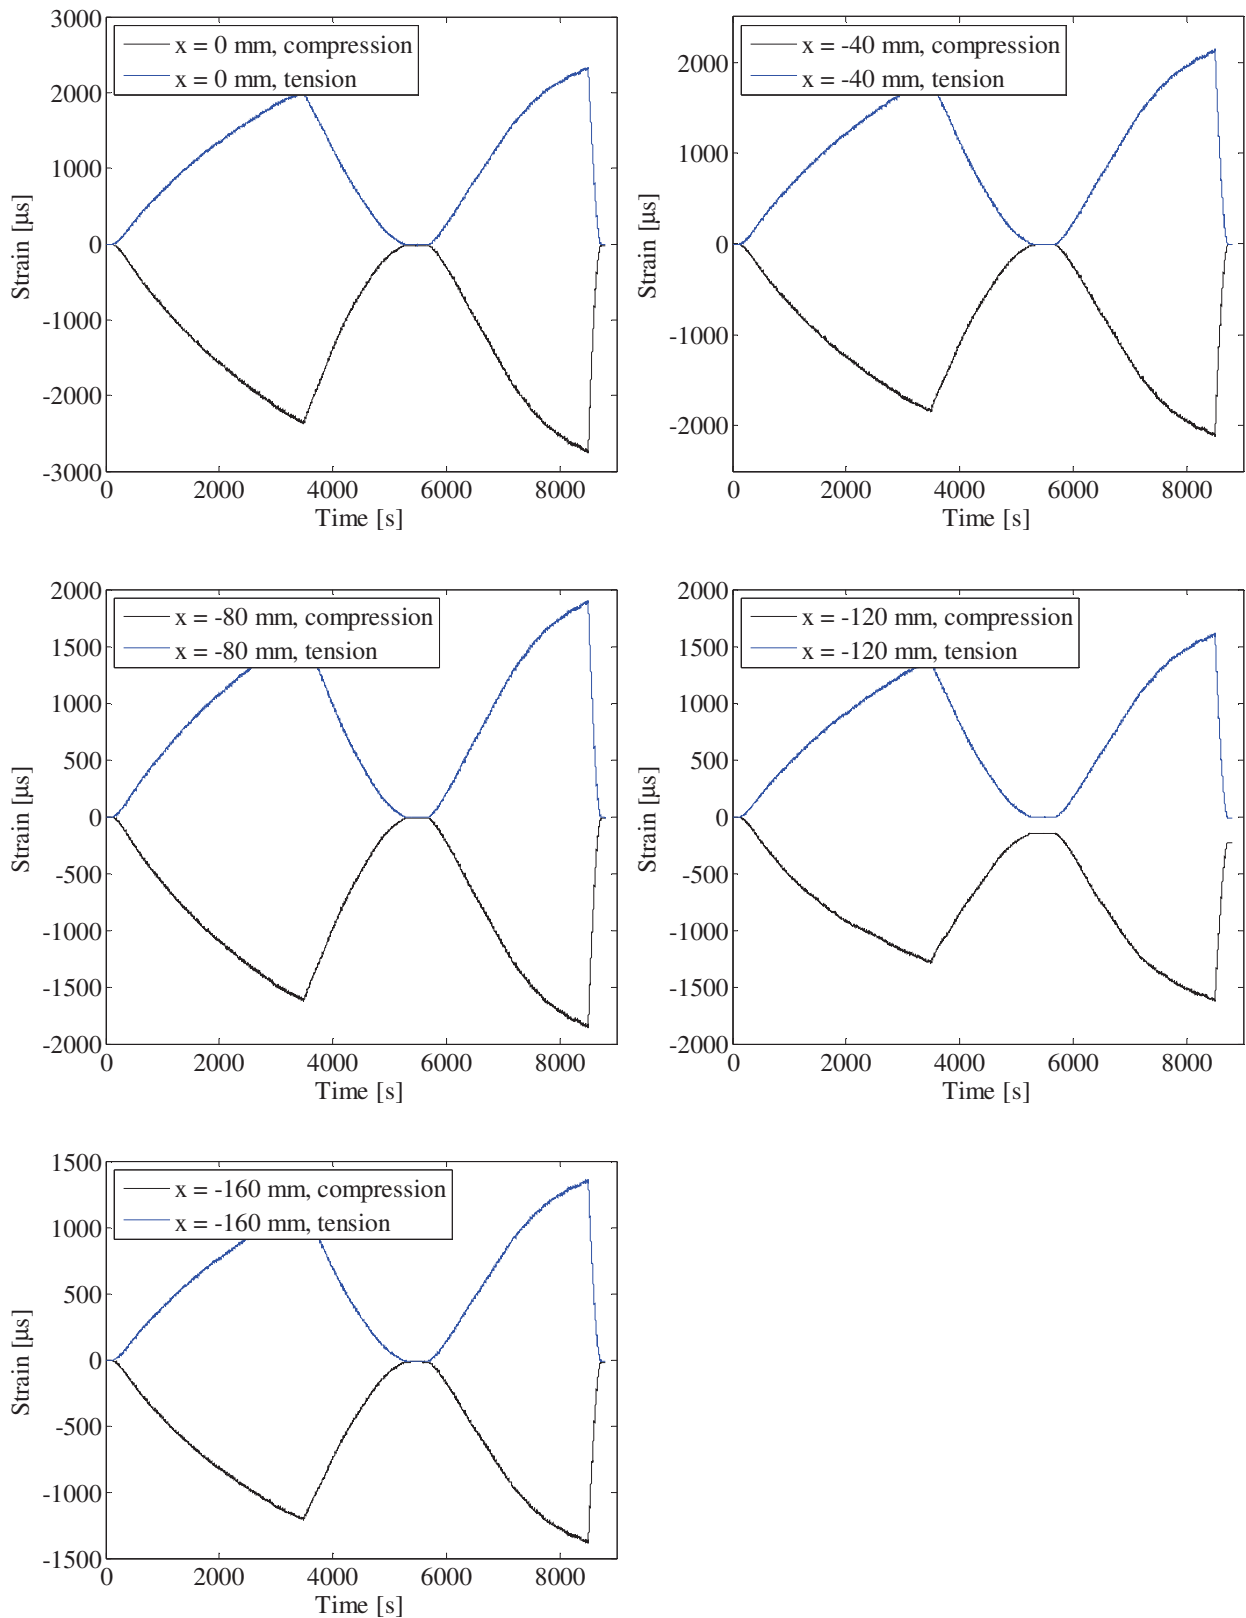 3000
2000
1000
0
-1000
-2000
-3000
Strain [µs]
x = 0 mm, compression
x = 0 mm, tension
0 2000 4000 6000 8000
Time [s]
2000
1000
0
-1000
-2000
Strain [µs]
x = -40 mm, compression
x = -40 mm, tension
0 2000 4000 6000 8000
Time [s]
2000
1500
1000
500
0
-500
-1000
-1500
-2000
Strain [µs]
x = -80 mm, compression
x = -80 mm, tension
0 2000 4000 6000 8000
Time [s]
2000
1500
1000
500
0
-500
-1000
-1500
-2000
Strain [µs]
x = -120 mm, compression
x = -120 mm, tension
0 2000 4000 6000 8000
Time [s]
1500
1000
500
0
-500
-1000
-1500
Strain [µs]
x = -160 mm, compression
x = -160 mm, tension
0 2000 4000 6000 8000
Time [s]